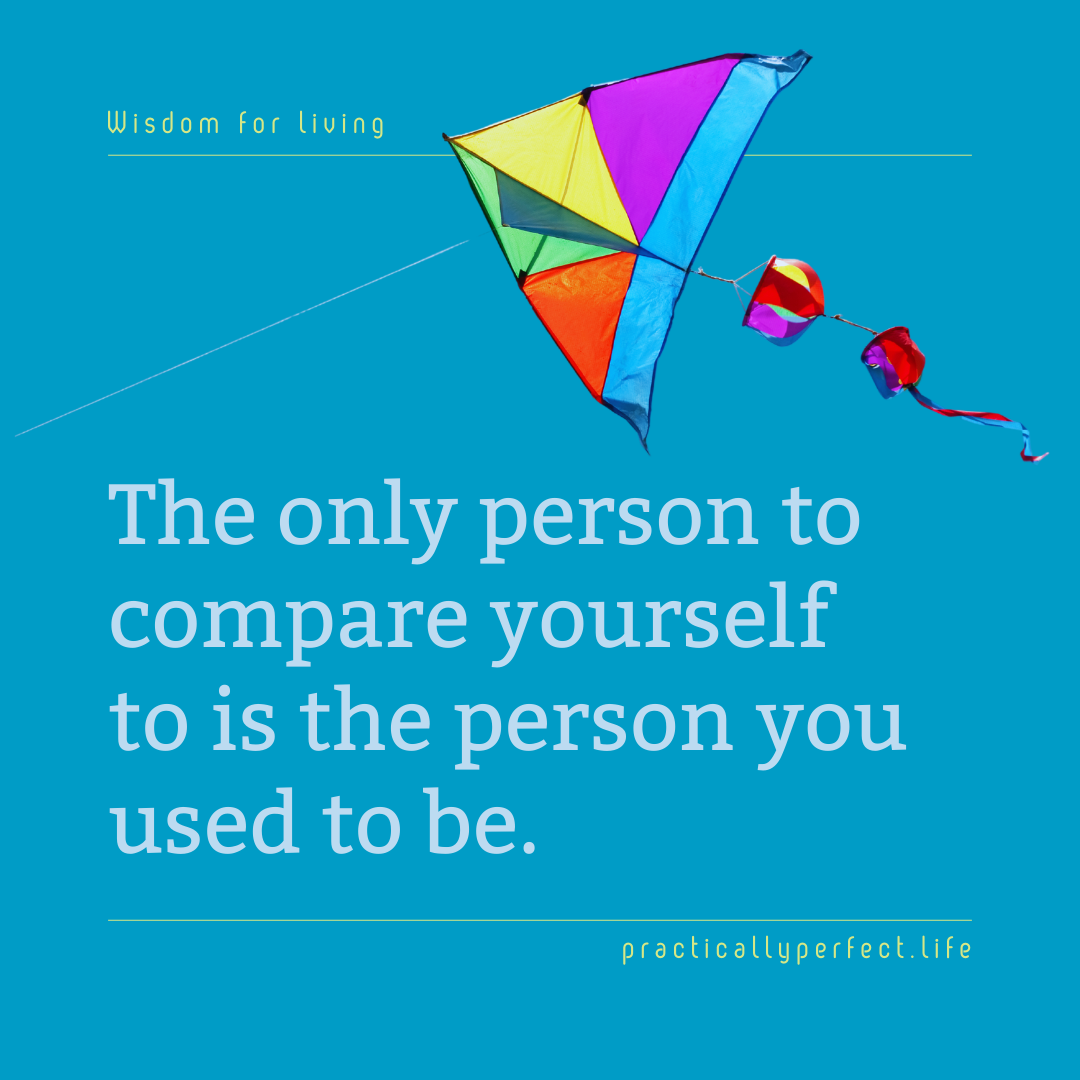 Wisdom for living
The only person to
compare yourself
to is the person you
used to be.
practicallyperfect.life